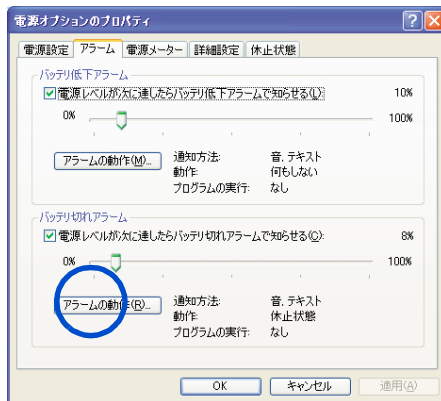 電源オプションのプロパティ
電源設定 アラーム 電源メーター 詳細設定 休止状態
バッテリ低下アラーム
電源レベルが次に達したらバッテリ低下アラームで知らせる(L): 10%
0% 100%
アラームの動作(M)... 通知方法: 音, テキスト
動作: 何もしない
プログラムの実行: なし
バッテリ切れアラーム
電源レベルが次に達したらバッテリ切れアラームで知らせる(C): 8%
0% 100%
アラームの動作(R)... 通知方法: 音, テキスト
動作: 休止状態
プログラムの実行: なし
OK キャンセル 適用(A)